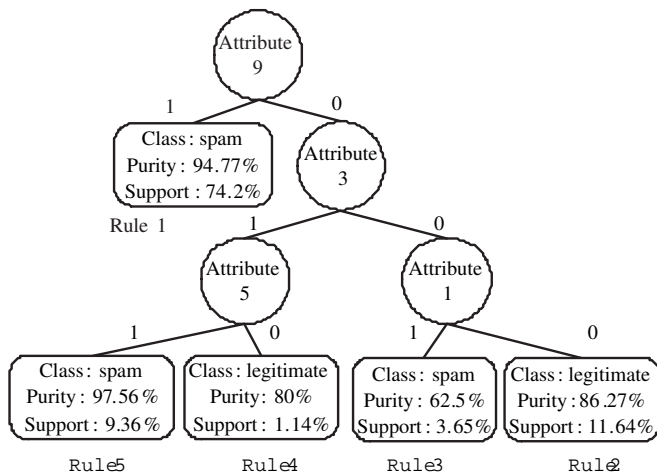 Attribute
9
1
0
Class: spam
Purity: 94.77%
Support: 74.2%
Rule 1
Attribute
3
1
0
Attribute
5
Attribute
1
1
0
1
0
Class: spam
Purity: 97.56%
Support: 9.36%
Class: legitimate
Purity: 80%
Support: 1.14%
Class: spam
Purity: 62.5%
Support: 3.65%
Class: legitimate
Purity: 86.27%
Support: 11.64%
Rule5
Rule4
Rule3
Rule2